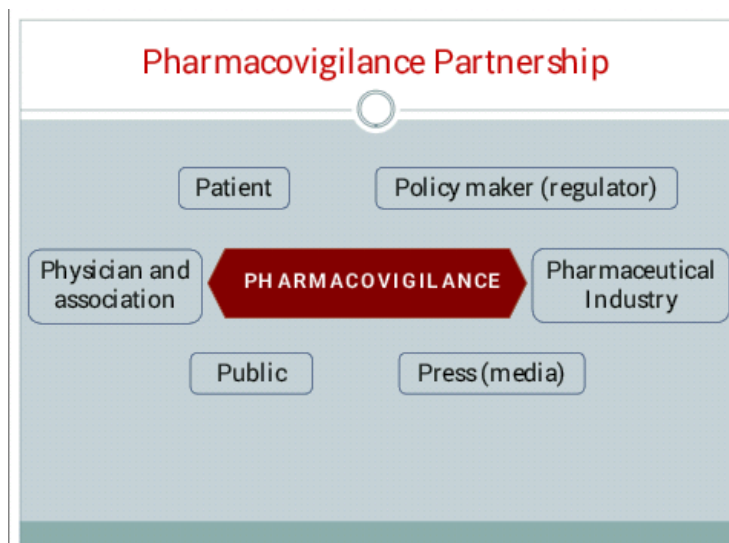 Pharmacovigilance Partnership
Patient
Policy maker (regulator)
Physician and
association
PHARMACOVIGILANCE
Pharmaceutical
Industry
Public
Press (media)